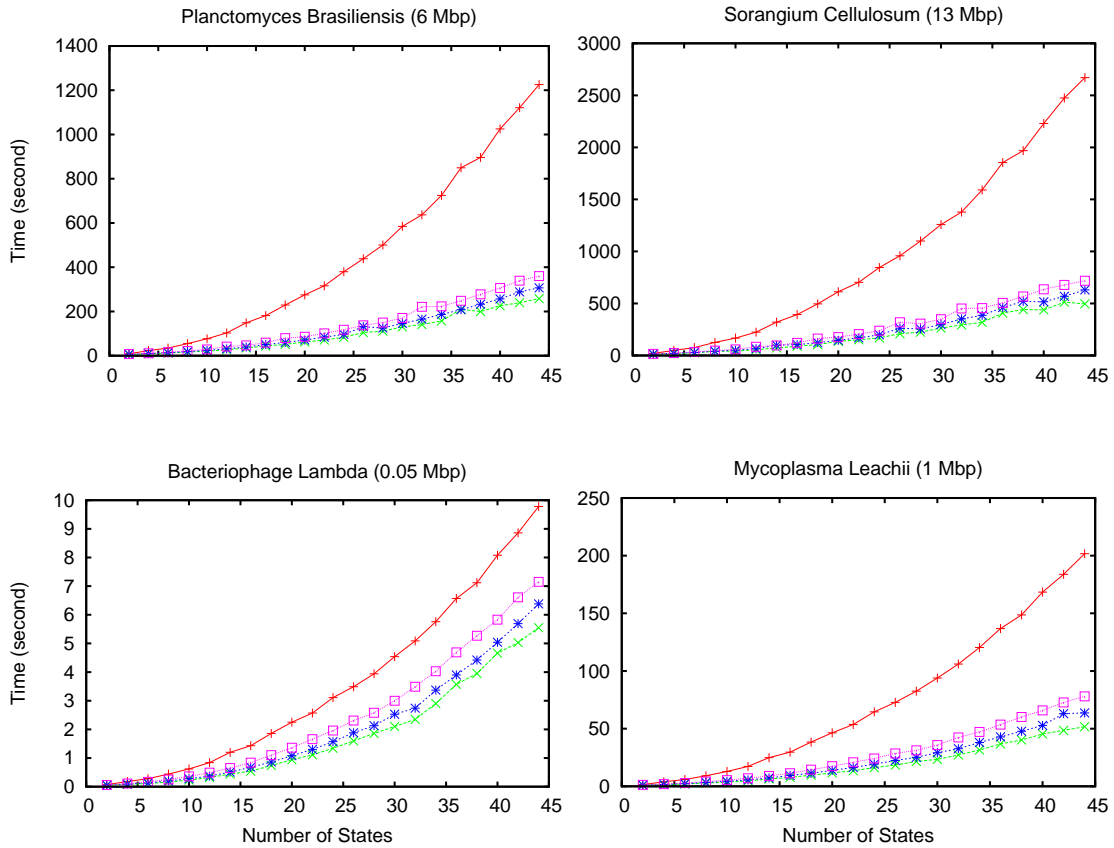 Planctomyces Brasiliensis (6 Mbp)
Time (second)
1400
1200
1000
800
600
400
200
0
0 5 10 15 20 25 30 35 40 45
Sorangium Cellulosum (13 Mbp)
3000
2500
2000
1500
1000
500
0
0 5 10 15 20 25 30 35 40 45
Bacteriophage Lambda (0.05 Mbp)
Time (second)
10
9
8
7
6
5
4
3
2
1
0
0 5 10 15 20 25 30 35 40 45
Number of States
Mycoplasma Leachii (1 Mbp)
250
200
150
100
50
0
0 5 10 15 20 25 30 35 40 45
Number of States